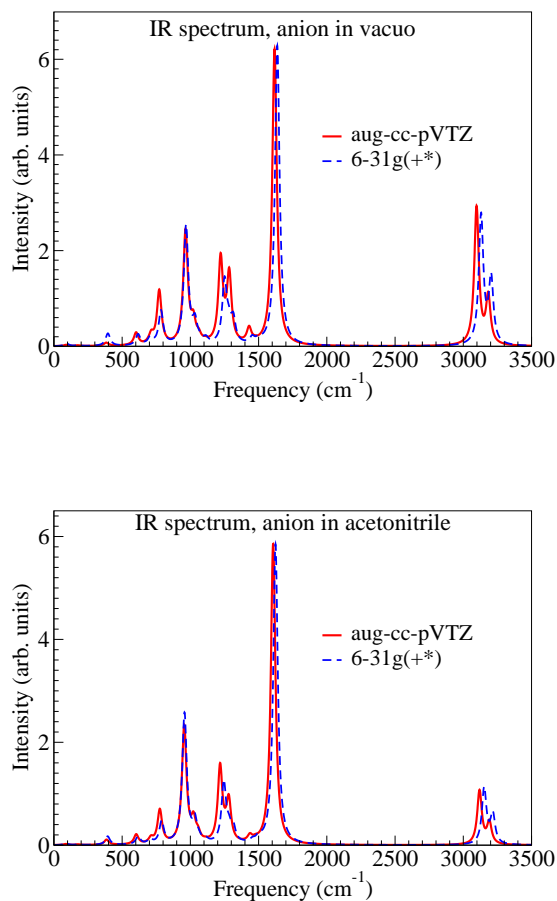 IR spectrum, anion in vacuo
6
4
2
0
Intensity (arb. units)
aug-cc-pVTZ
6-31g(+*)
0 500 1000 1500 2000 2500 3000 3500
Frequency (cm⁻¹)
IR spectrum, anion in acetonitrile
6
4
2
0
Intensity (arb. units)
aug-cc-pVTZ
6-31g(+*)
0 500 1000 1500 2000 2500 3000 3500
Frequency (cm⁻¹)